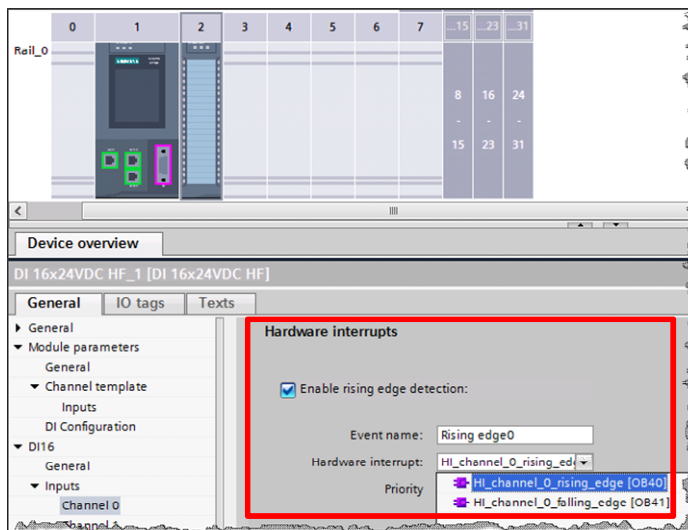 0 1 2 3 4 5 6 7 ...15 ...23 ...31
Rail_0
SIEMENS
8 16 24
- - -
15 23 31
Device overview
DI 16x24VDC HF_1 [DI 16x24VDC HF]
General IO tags Texts
General
Module parameters
General
Channel template
Inputs
DI Configuration
DI16
General
Inputs
Channel 0
Hardware interrupts
Enable rising edge detection:
Event name: Rising edge0
Hardware interrupt: HI_channel_0_rising_ed
Priority
HI_channel_0_rising_edge [OB40]
HI_channel_0_falling_edge [OB41]